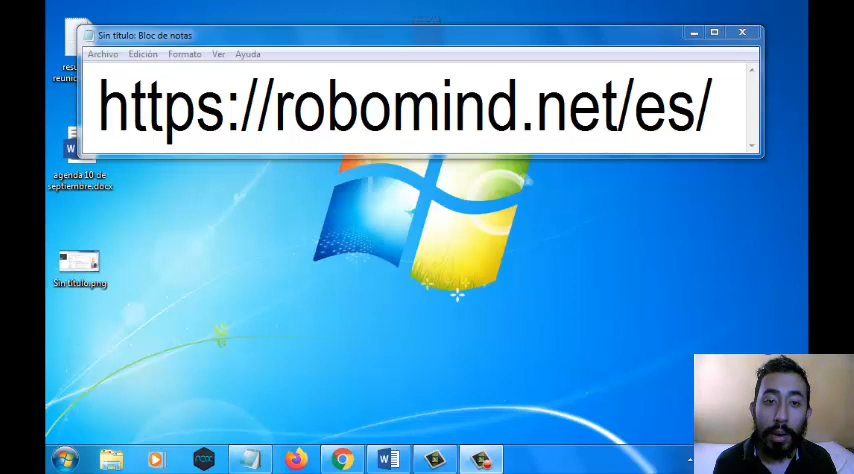 Sin título: Bloc de notas
Archivo Edición Formato Ver Ayuda
https://robomind.net/es/
agenda 10 de
septiembre.docx
Sin título.png